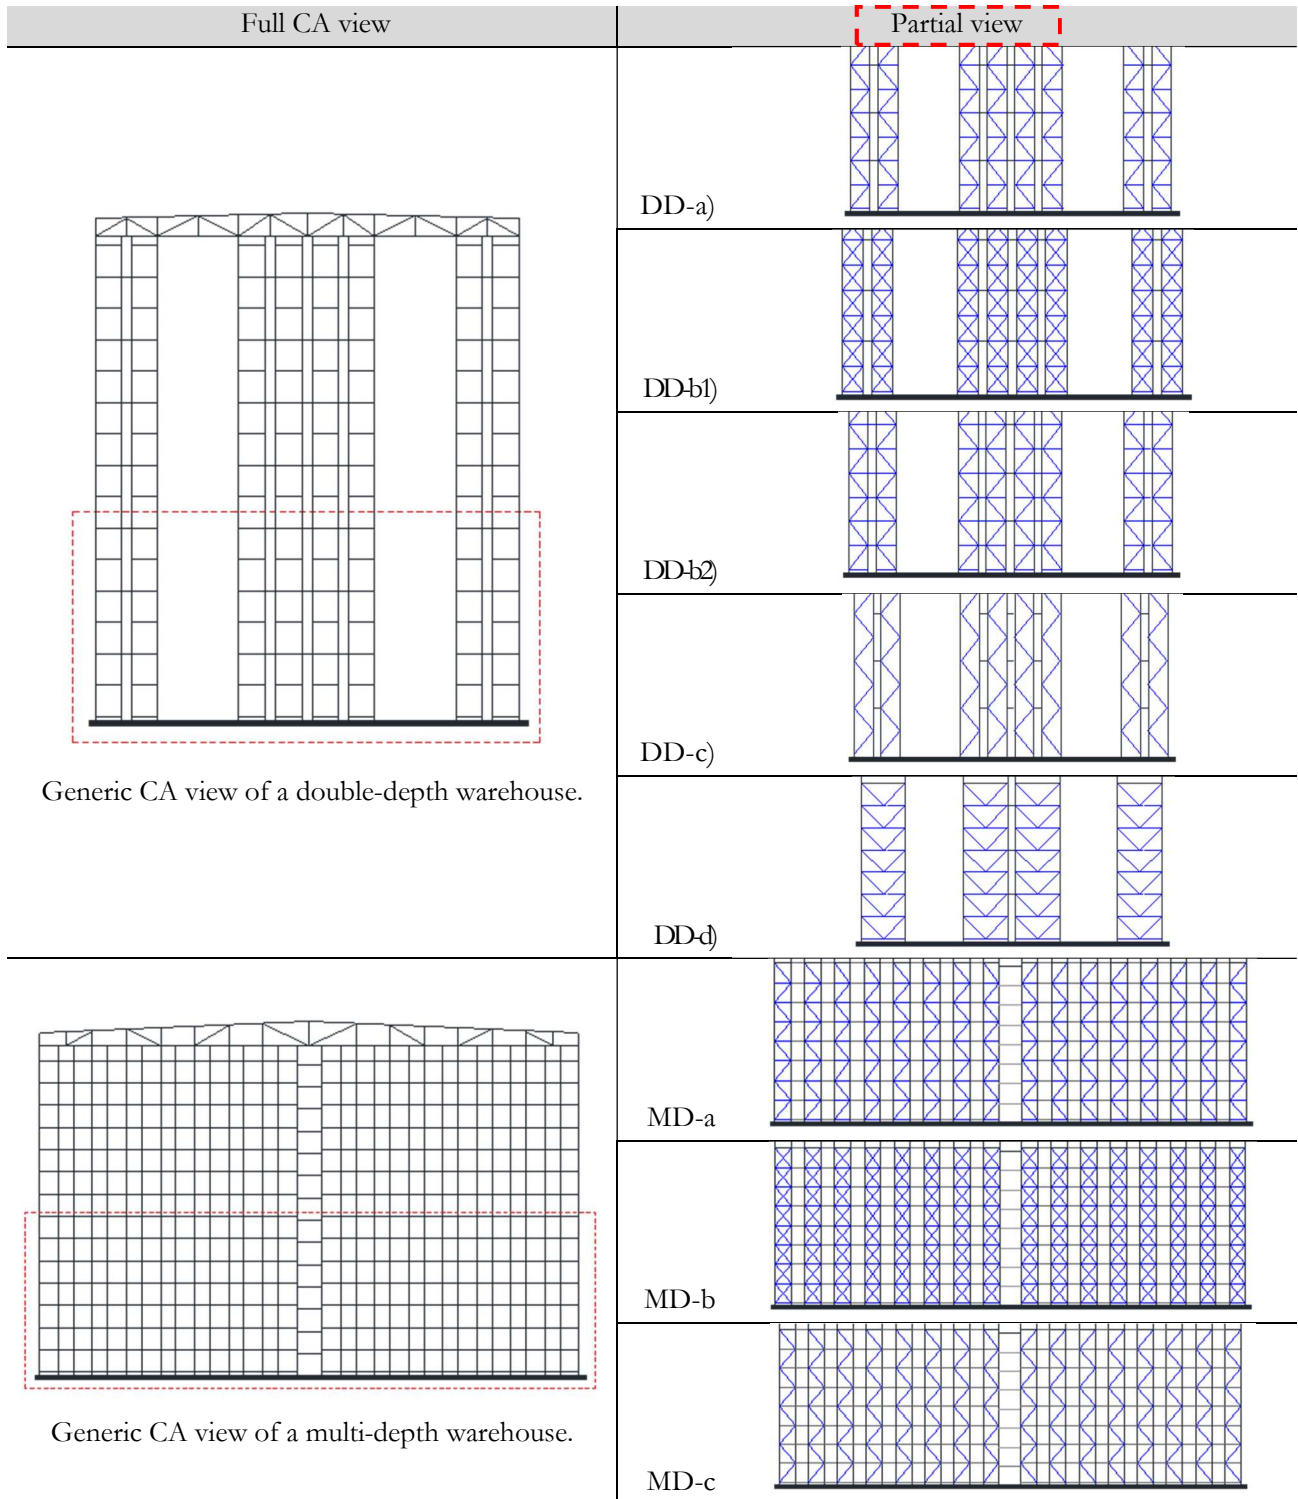 Full CA view
Partial view
DD-a)
DD-b1)
DD-b2)
DD-c)
DD-d)
Generic CA view of a double-depth warehouse.
MD-a
MD-b
MD-c
Generic CA view of a multi-depth warehouse.